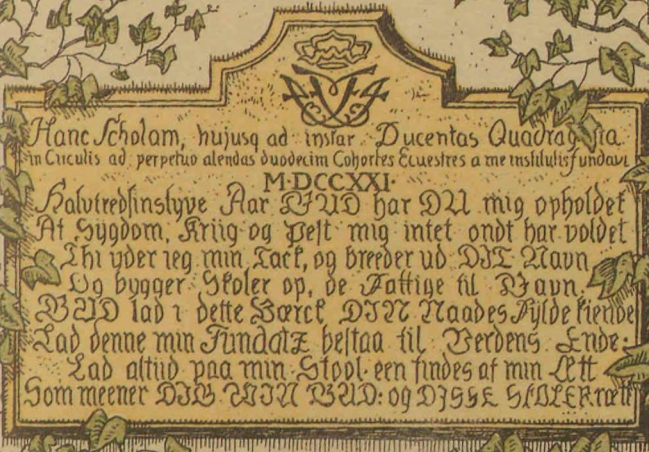 Hanc Scholam, hujusq ad instar Ducentas Quadraginta
in Circulis ad perpetuo alendas duodecim Cohortes Equestres a me institutis fundavi
M·DCCXXI·
Halvtredsinstyve Aar GUD har DU mig opholdet
At Sygdom, Kriig og Pest mig intet ondt har voldet
Thi yder ieg min Tack, og breeder ud DIT Navn
Og bygger Skoler op, de Fattige til Gavn
GUD lad i dette Værck DIN Naades Fylde kiende
Lad denne min Fundatz bestaa til Verdens Ende:
Lad altiid paa min Stool een findes af min Ætt
Som meener DIG MIN GUD: og DISSE SKOLER rætt